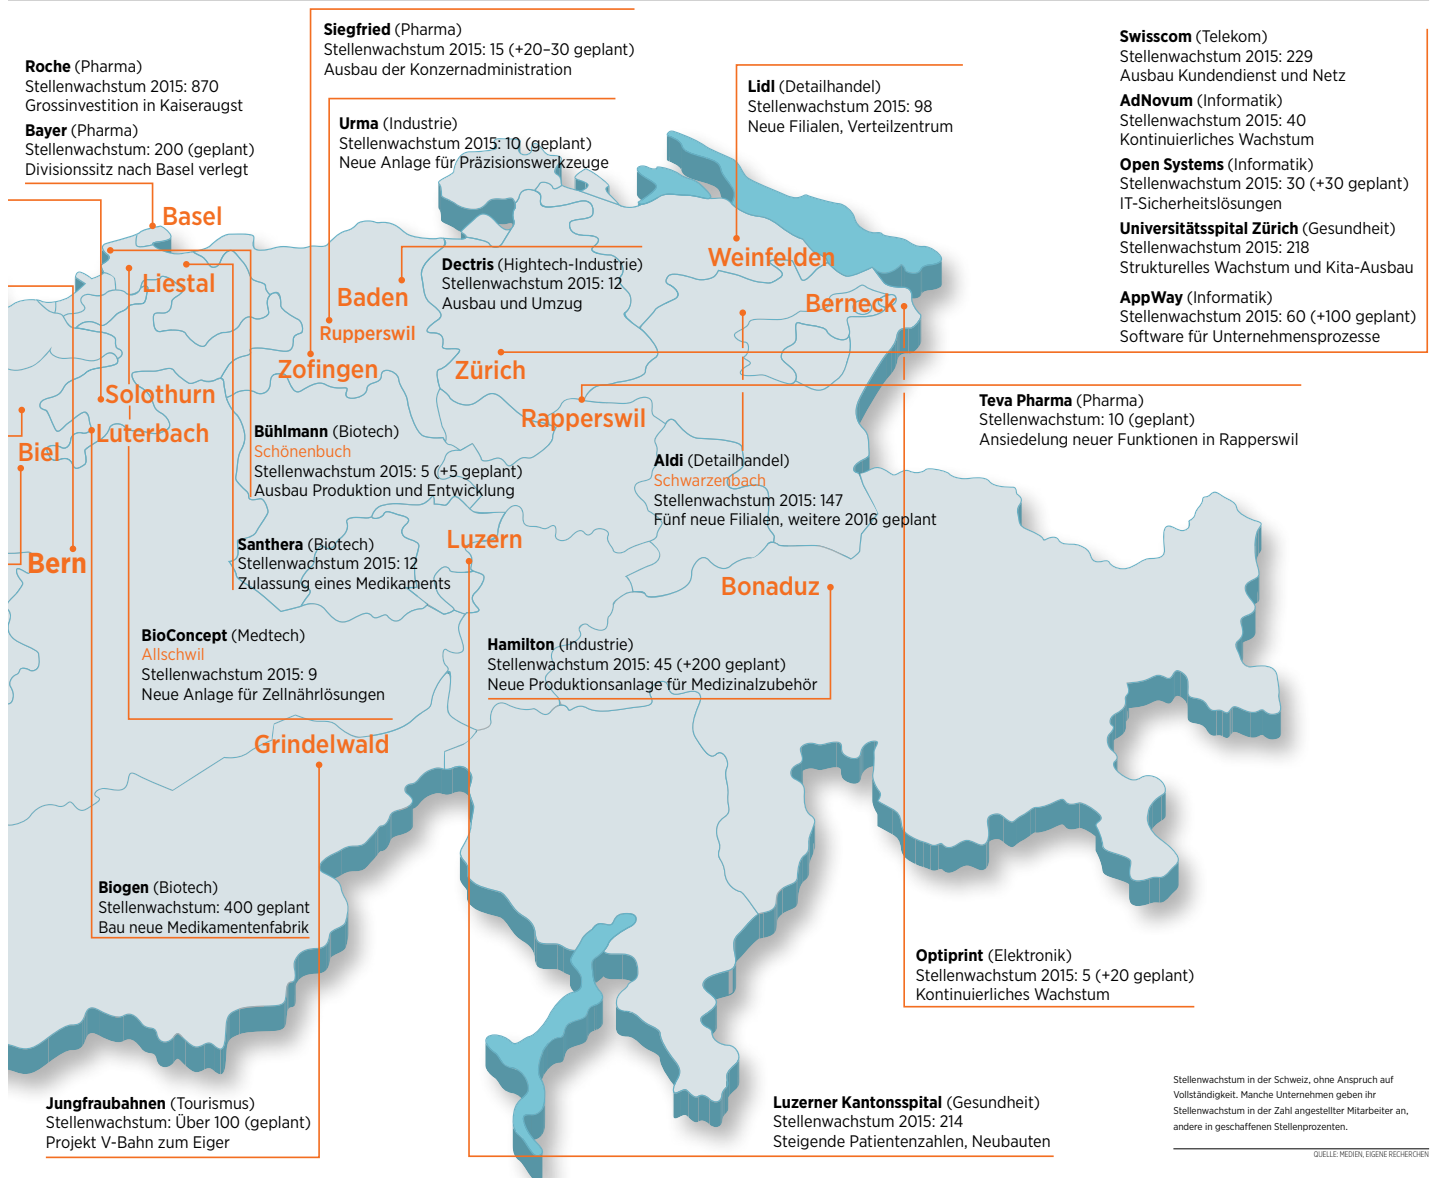 Siegfried (Pharma)
Stellenwachstum 2015: 15 (+20–30 geplant)
Ausbau der Konzernadministration
Roche (Pharma)
Stellenwachstum 2015: 870
Grossinvestition in Kaiseraugst
Bayer (Pharma)
Stellenwachstum: 200 (geplant)
Divisionssitz nach Basel verlegt
Urma (Industrie)
Stellenwachstum 2015: 10 (geplant)
Neue Anlage für Präzisionswerkzeuge
Lidl (Detailhandel)
Stellenwachstum 2015: 98
Neue Filialen, Verteilzentrum
Swisscom (Telekom)
Stellenwachstum 2015: 229
Ausbau Kundendienst und Netz
AdNovum (Informatik)
Stellenwachstum 2015: 40
Kontinuierliches Wachstum
Open Systems (Informatik)
Stellenwachstum 2015: 30 (+30 geplant)
IT-Sicherheitslösungen
Universitätsspital Zürich (Gesundheit)
Stellenwachstum 2015: 218
Strukturelles Wachstum und Kita-Ausbau
AppWay (Informatik)
Stellenwachstum 2015: 60 (+100 geplant)
Software für Unternehmensprozesse
Basel
Liestal
Baden
Rupperswil
Zofingen
Dectris (Hightech-Industrie)
Stellenwachstum 2015: 12
Ausbau und Umzug
Weinfelden
Berneck
Zürich
Rapperswil
Solothurn
Luterbach
Biel
Bern
Teva Pharma (Pharma)
Stellenwachstum: 10 (geplant)
Ansiedelung neuer Funktionen in Rapperswil
Bühlmann (Biotech)
Schönenbuch
Stellenwachstum 2015: 5 (+5 geplant)
Ausbau Produktion und Entwicklung
Aldi (Detailhandel)
Schwarzenbach
Stellenwachstum 2015: 147
Fünf neue Filialen, weitere 2016 geplant
Santhera (Biotech)
Stellenwachstum 2015: 12
Zulassung eines Medikaments
Luzern
Bonaduz
BioConcept (Medtech)
Allschwil
Stellenwachstum 2015: 9
Neue Anlage für Zellnährlösungen
Hamilton (Industrie)
Stellenwachstum 2015: 45 (+200 geplant)
Neue Produktionsanlage für Medizinalzubehör
Grindelwald
Biogen (Biotech)
Stellenwachstum: 400 geplant
Bau neue Medikamentenfabrik
Optiprint (Elektronik)
Stellenwachstum 2015: 5 (+20 geplant)
Kontinuierliches Wachstum
Jungfraubahnen (Tourismus)
Stellenwachstum: Über 100 (geplant)
Projekt V-Bahn zum Eiger
Luzerner Kantonsspital (Gesundheit)
Stellenwachstum 2015: 214
Steigende Patientenzahlen, Neubauten
Stellenwachstum in der Schweiz, ohne Anspruch auf
Vollständigkeit. Manche Unternehmen geben ihr
Stellenwachstum in der Zahl angestellter Mitarbeiter an,
andere in geschaffenen Stellenprozenten.
QUELLE: MEDIEN, EIGENE RECHERCHEN